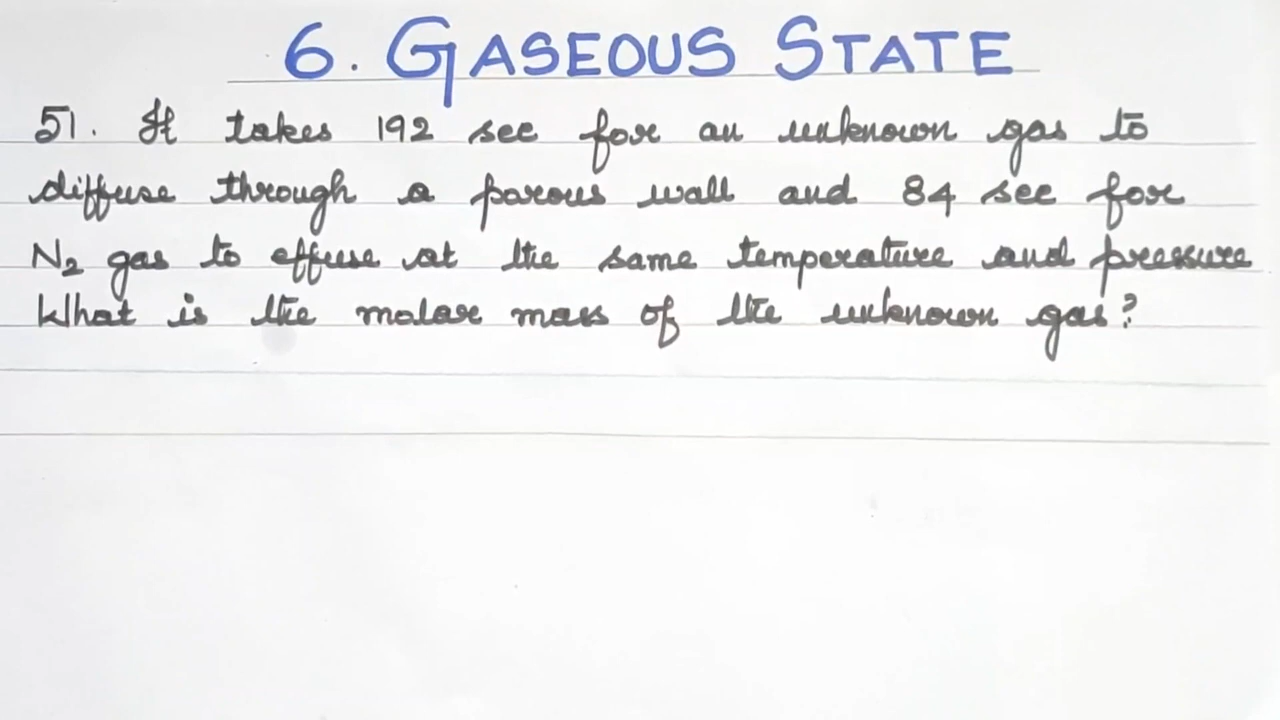 6. GASEOUS STATE
51. It takes 192 sec for an unknown gas to
diffuse through a porous wall and 84 sec for
N₂ gas to effuse at the same temperature and pressure
What is the molar mass of the unknown gas?